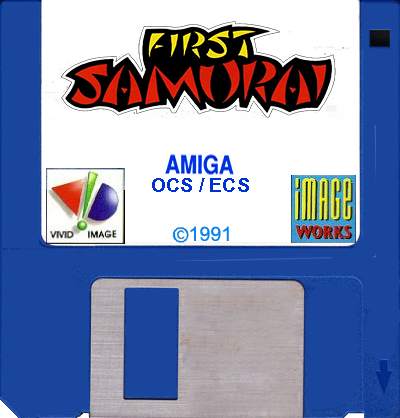 FIRST
SAMURAI
AMIGA
OCS / ECS
VIVID IMAGE
©1991
iMAGE
WORKS